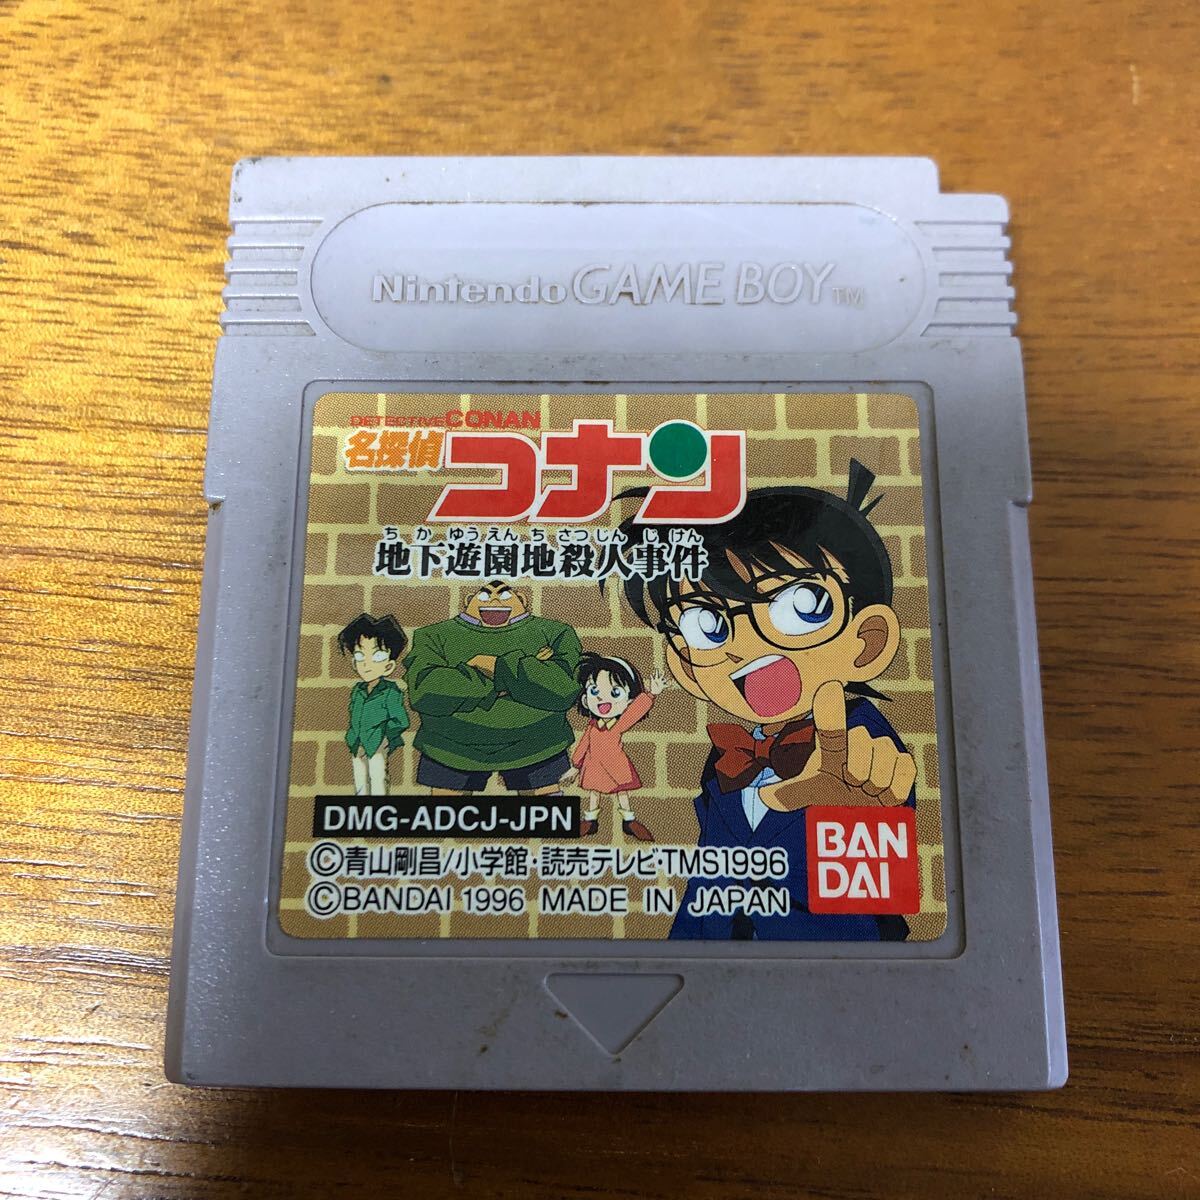 Nintendo GAME BOY TM
DETECTIVE CONAN
名探偵 コナン
ちかゆうえんちさつじんじけん
地下遊園地殺人事件
DMG-ADCJ-JPN
©青山剛昌/小学館・読売テレビ・TMS1996
©BANDAI 1996 MADE IN JAPAN
BAN
DAI